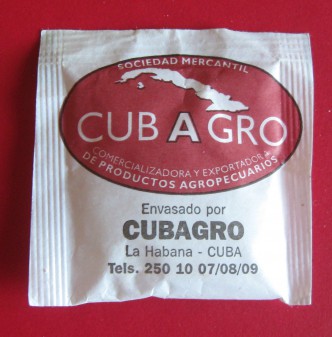 SOCIEDAD MERCANTIL
CUBAGRO
COMERCIALIZADORA Y EXPORTADORA
DE PRODUCTOS AGROPECUARIOS
Envasado por
CUBAGRO
La Habana - CUBA
Tels. 250 10 07/08/09